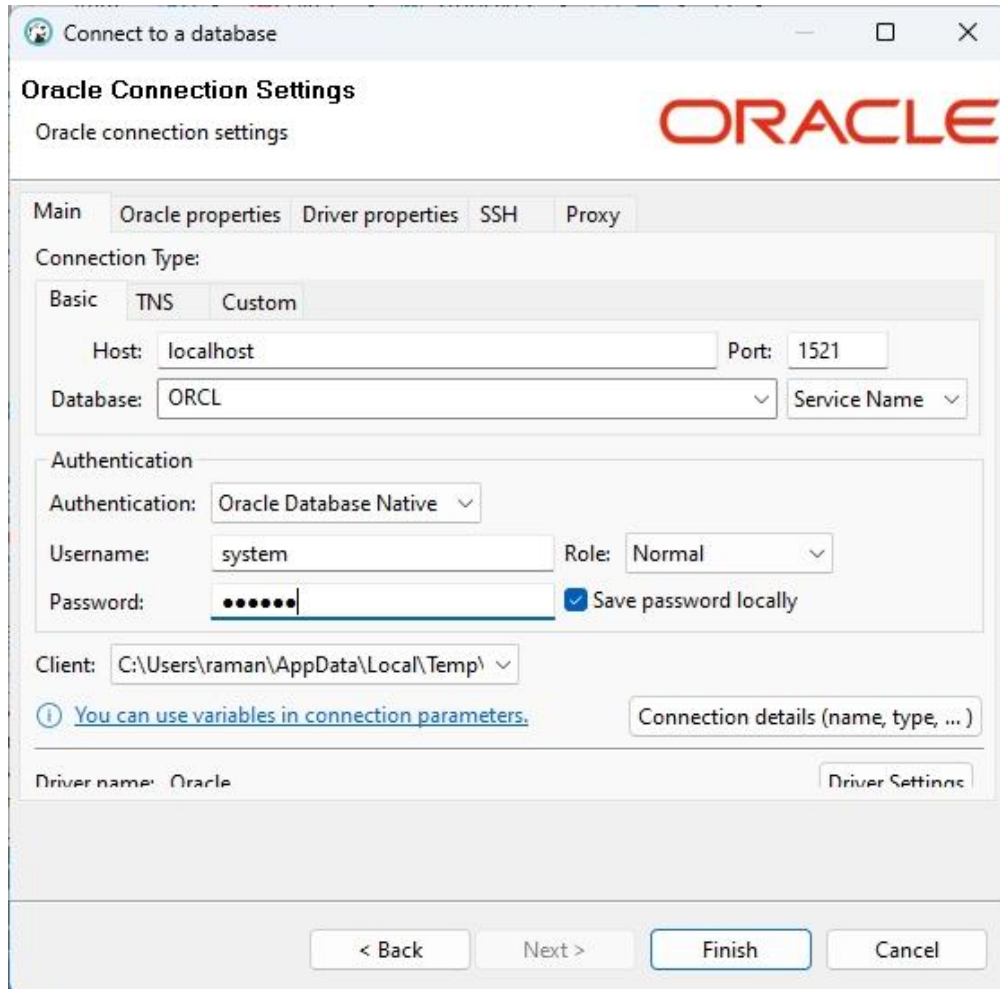 Connect to a database
Oracle Connection Settings
Oracle connection settings
ORACLE
Main Oracle properties Driver properties SSH Proxy
Connection Type:
Basic TNS Custom
Host: localhost Port: 1521
Database: ORCL Service Name
Authentication
Authentication: Oracle Database Native
Username: system Role: Normal
Password: ●●●●●● Save password locally
Client: C:\Users\raman\AppData\Local\Temp\
You can use variables in connection parameters.
Connection details (name, type, ... )
Driver name: Oracle Driver Settings
< Back Next > Finish Cancel